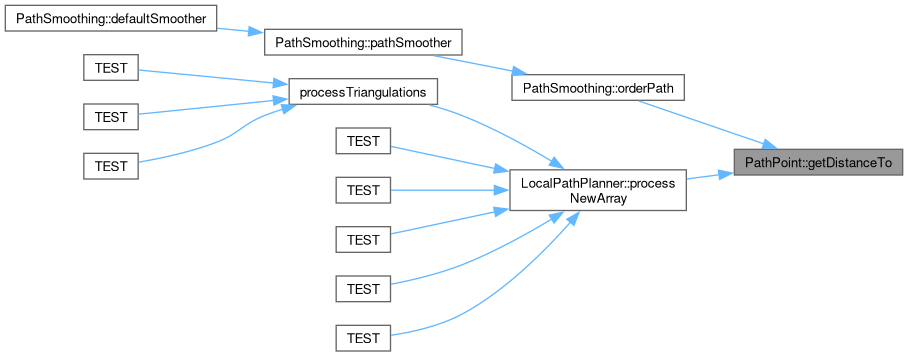 PathSmoothing::defaultSmoother
PathSmoothing::pathSmoother
TEST
processTriangulations
PathSmoothing::orderPath
TEST
TEST
TEST
PathPoint::getDistanceTo
LocalPathPlanner::process
NewArray
TEST
TEST
TEST
TEST